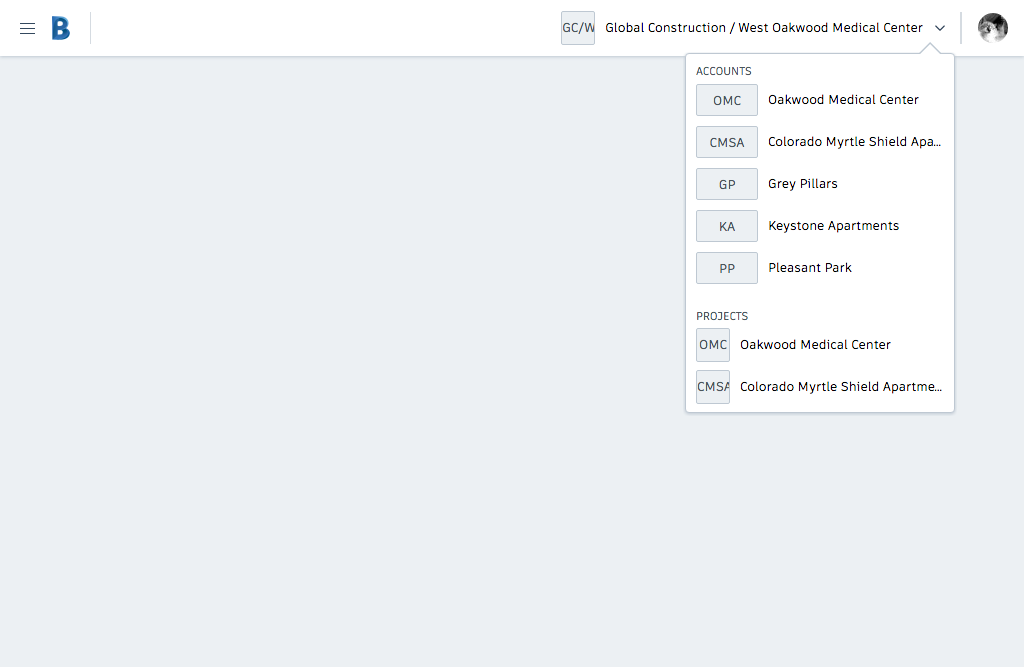 B
GC/W Global Construction / West Oakwood Medical Center
ACCOUNTS
OMC Oakwood Medical Center
CMSA Colorado Myrtle Shield Apa...
GP Grey Pillars
KA Keystone Apartments
PP Pleasant Park
PROJECTS
OMC Oakwood Medical Center
CMSA Colorado Myrtle Shield Apartme...